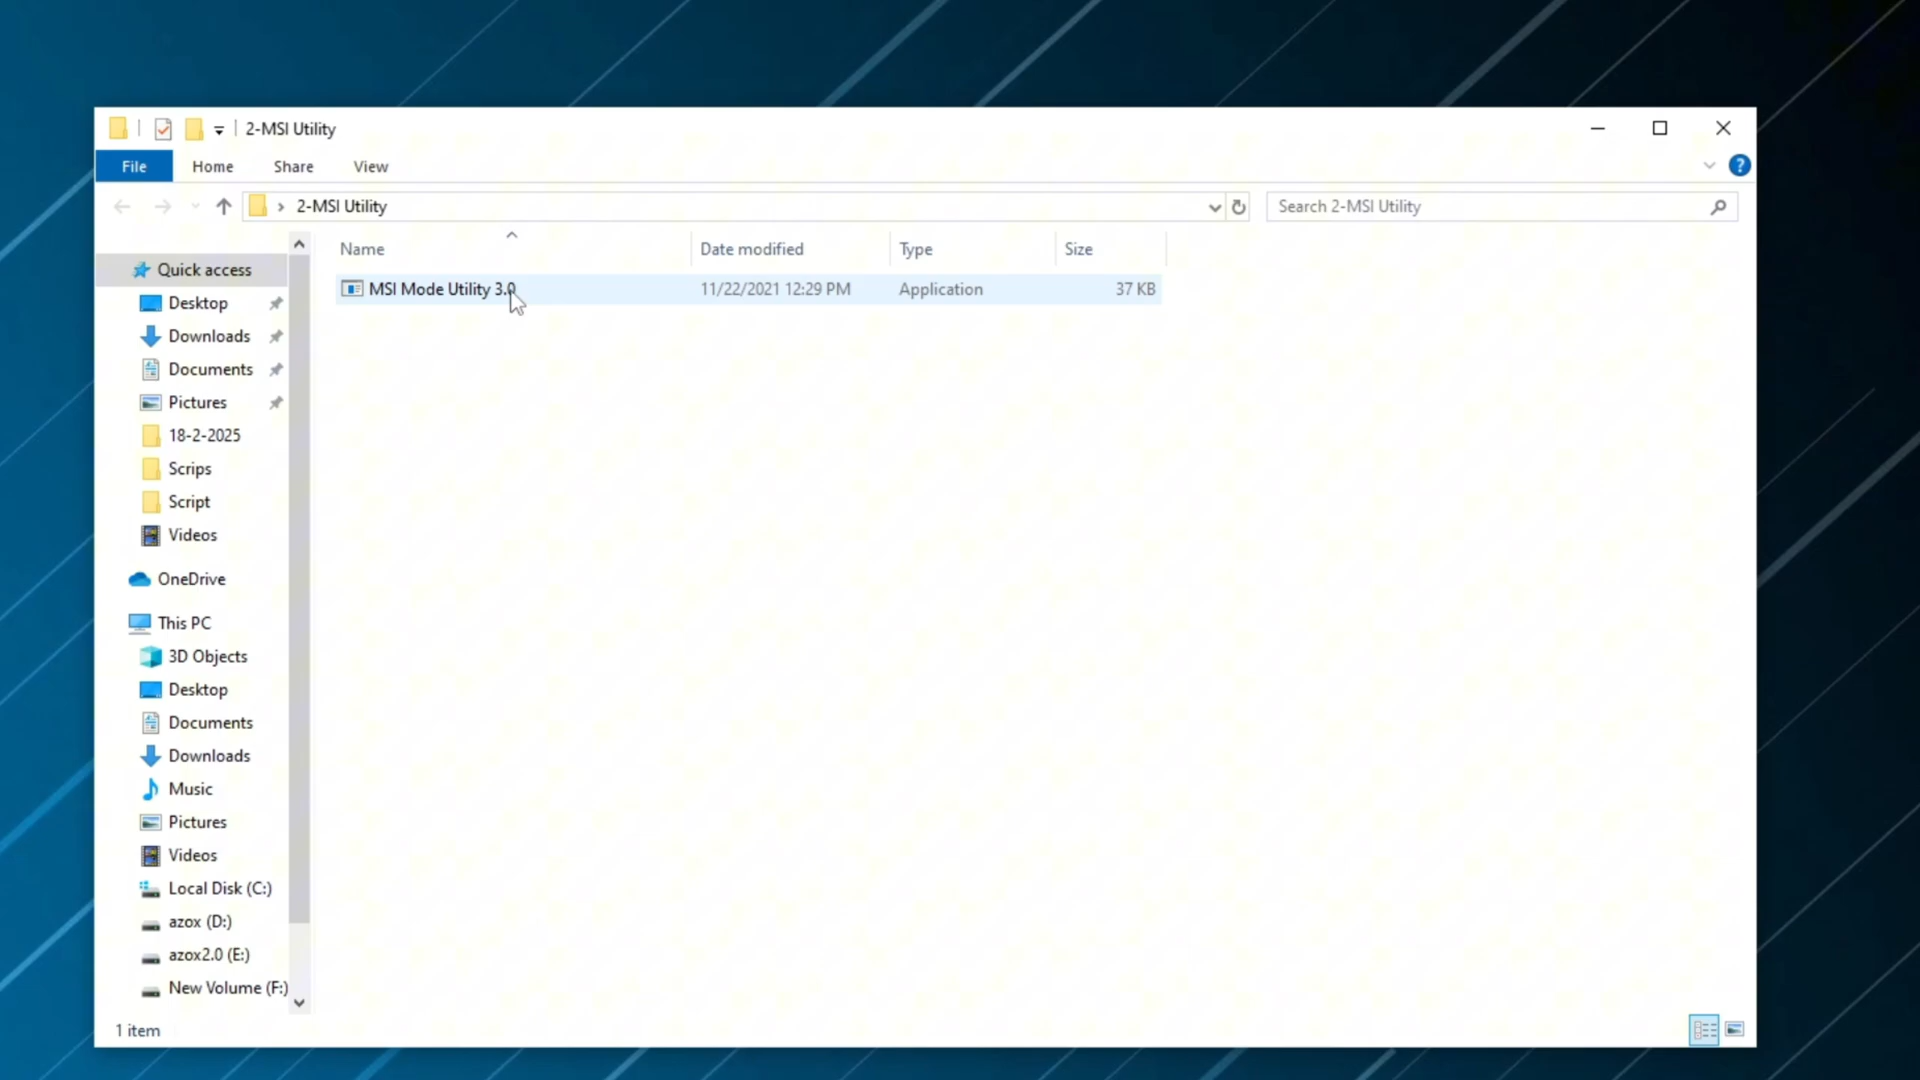 2-MSI Utility
File Home Share View
2-MSI Utility Search 2-MSI Utility
Name Date modified Type Size
MSI Mode Utility 3.0 11/22/2021 12:29 PM Application 37 KB
Quick access
Desktop
Downloads
Documents
Pictures
18-2-2025
Scrips
Script
Videos
OneDrive
This PC
3D Objects
Desktop
Documents
Downloads
Music
Pictures
Videos
Local Disk (C:)
azox (D:)
azox2.0 (E:)
New Volume (F:)
1 item